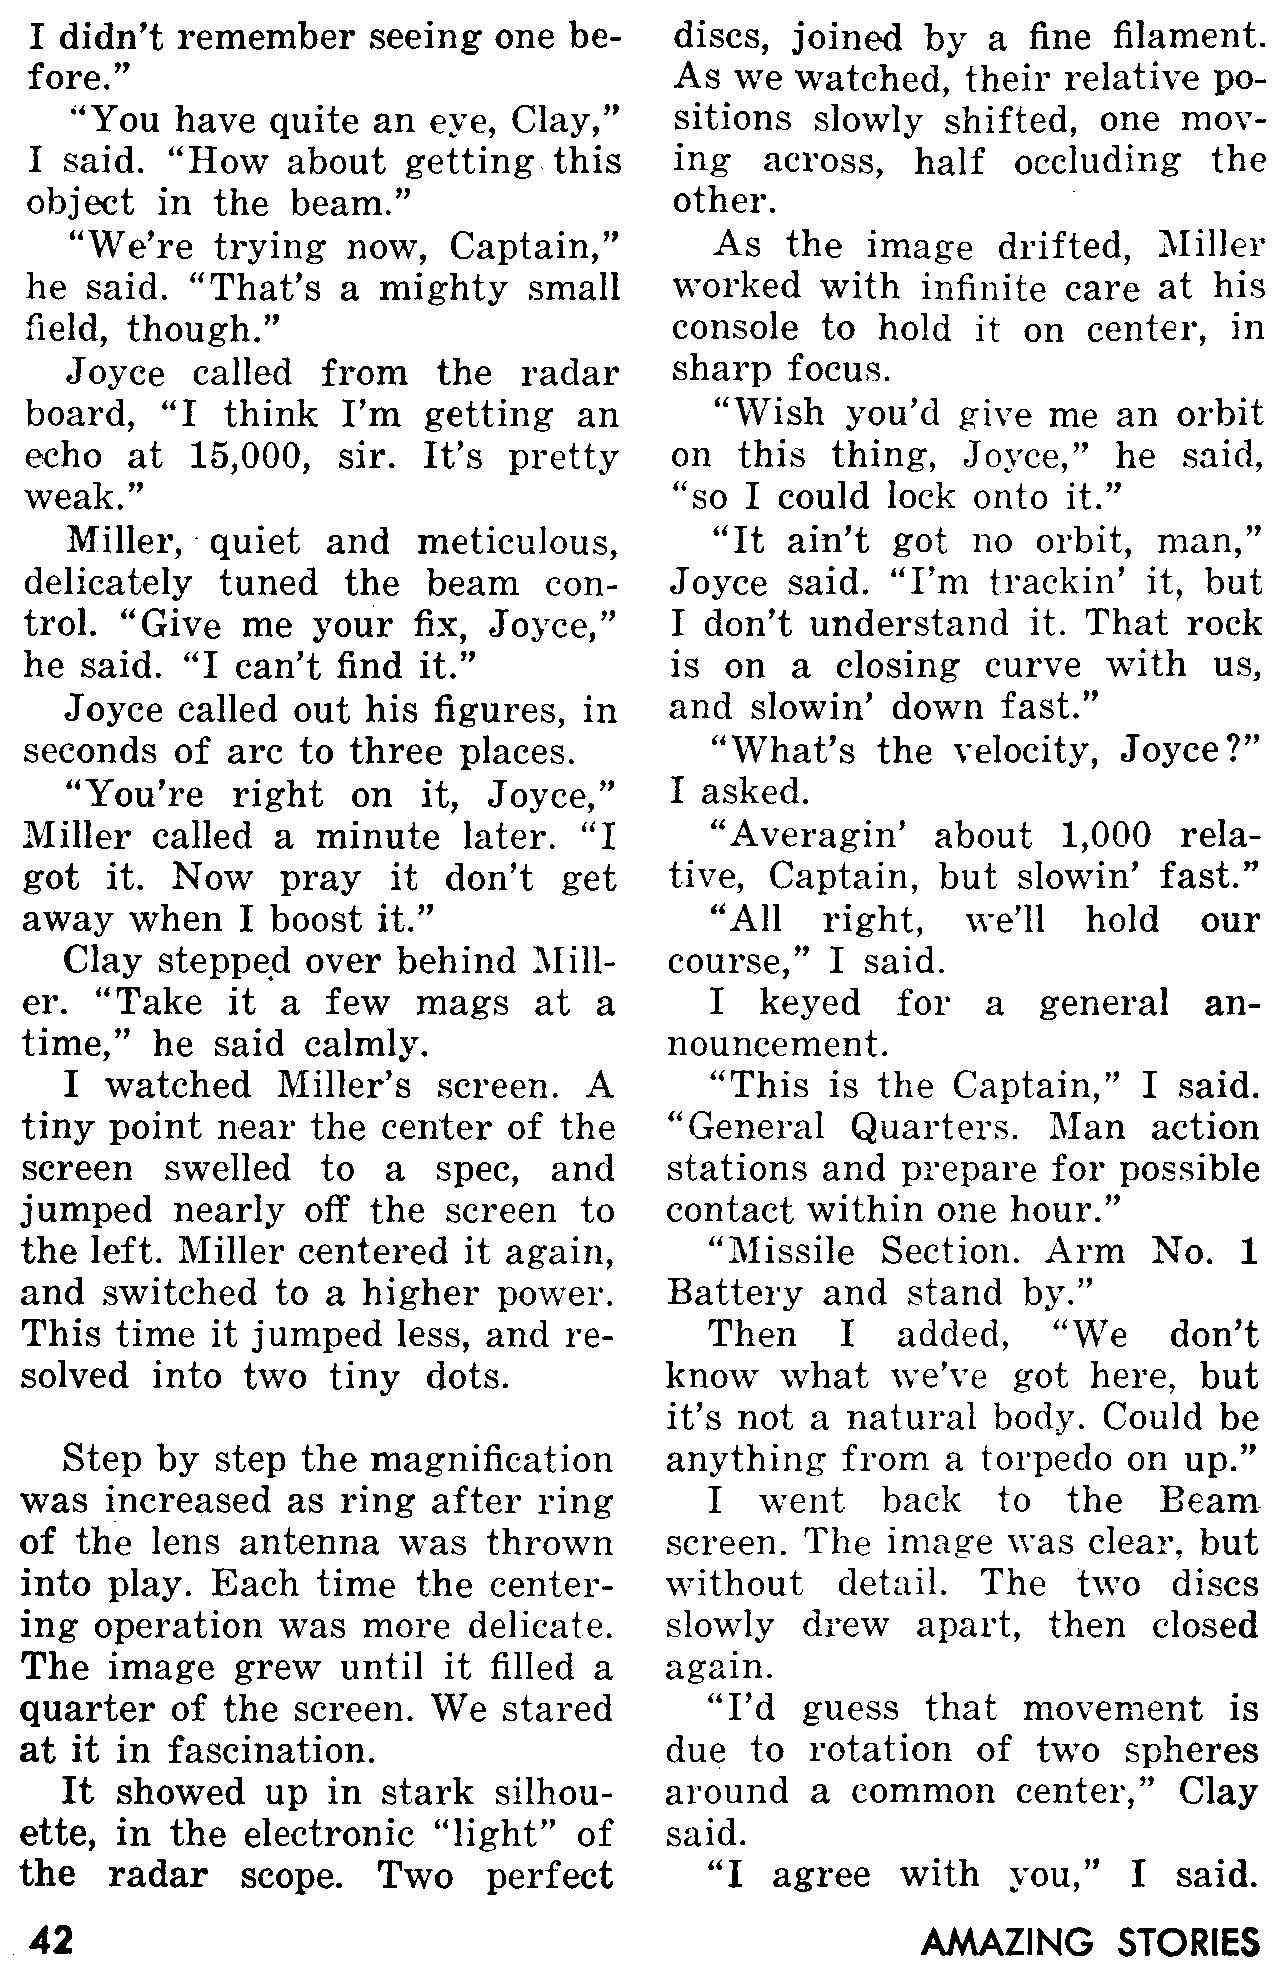 I didn't remember seeing one be-
fore."
"You have quite an eye, Clay,"
I said. "How about getting this
object in the beam."
"We're trying now, Captain,"
he said. "That's a mighty small
field, though."
Joyce called from the radar
board, "I think I'm getting an
echo at 15,000, sir. It's pretty
weak."
Miller, quiet and meticulous,
delicately tuned the beam con-
trol. "Give me your fix, Joyce,"
he said. "I can't find it."
Joyce called out his figures, in
seconds of arc to three places.
"You're right on it, Joyce,"
Miller called a minute later. "I
got it. Now pray it don't get
away when I boost it."
Clay stepped over behind Mill-
er. "Take it a few mags at a
time," he said calmly.
I watched Miller's screen. A
tiny point near the center of the
screen swelled to a spec, and
jumped nearly off the screen to
the left. Miller centered it again,
and switched to a higher power.
This time it jumped less, and re-
solved into two tiny dots.
Step by step the magnification
was increased as ring after ring
of the lens antenna was thrown
into play. Each time the center-
ing operation was more delicate.
The image grew until it filled a
quarter of the screen. We stared
at it in fascination.
It showed up in stark silhou-
ette, in the electronic "light" of
the radar scope. Two perfect
discs, joined by a fine filament.
As we watched, their relative po-
sitions slowly shifted, one mov-
ing across, half occluding the
other.
As the image drifted, Miller
worked with infinite care at his
console to hold it on center, in
sharp focus.
"Wish you'd give me an orbit
on this thing, Joyce," he said,
"so I could lock onto it."
"It ain't got no orbit, man,"
Joyce said. "I'm trackin' it, but
I don't understand it. That rock
is on a closing curve with us,
and slowin' down fast."
"What's the velocity, Joyce?"
I asked.
"Averagin' about 1,000 rela-
tive, Captain, but slowin' fast."
"All right, we'll hold our
course," I said.
I keyed for a general an-
nouncement.
"This is the Captain," I said.
"General Quarters. Man action
stations and prepare for possible
contact within one hour."
"Missile Section. Arm No. 1
Battery and stand by."
Then I added, "We don't
know what we've got here, but
it's not a natural body. Could be
anything from a torpedo on up."
I went back to the Beam
screen. The image was clear, but
without detail. The two discs
slowly drew apart, then closed
again.
"I'd guess that movement is
due to rotation of two spheres
around a common center," Clay
said.
"I agree with you," I said.
42
AMAZING STORIES